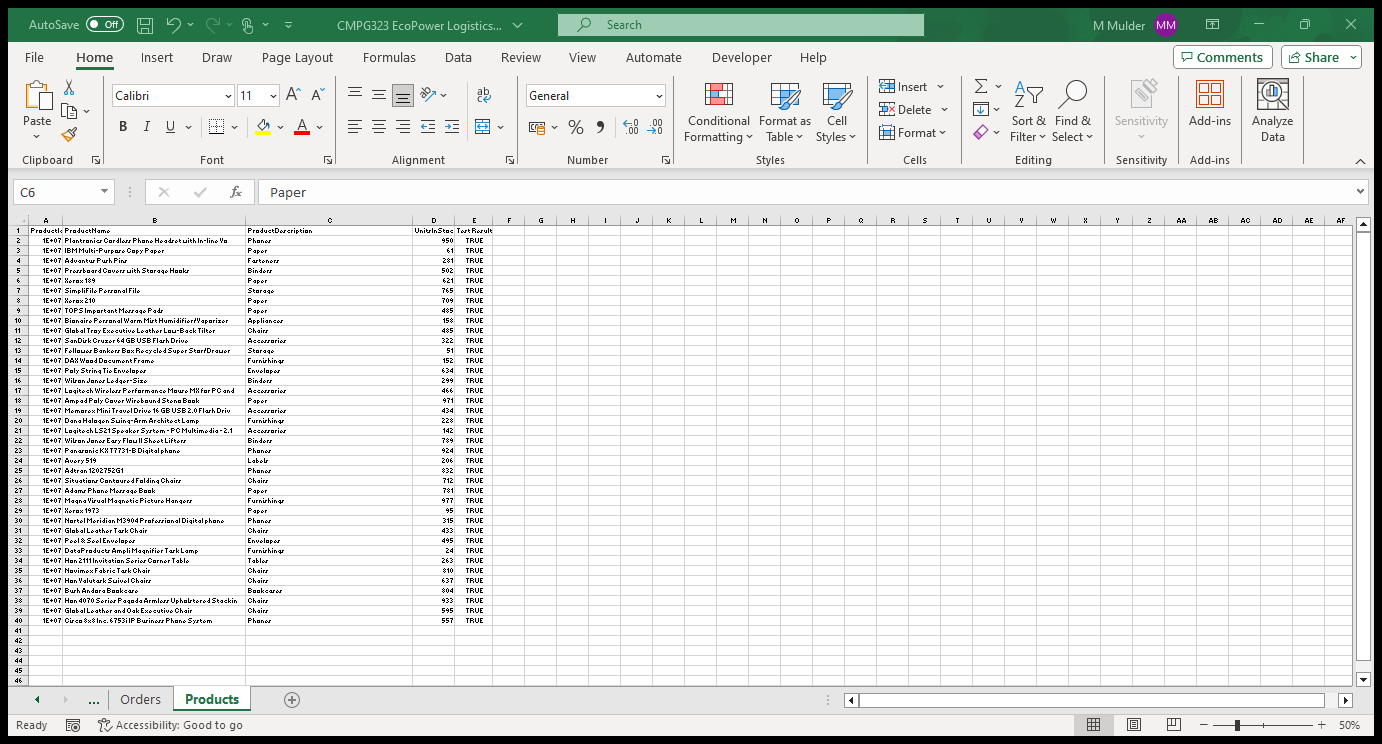 AutoSave Off CMPG323 EcoPower Logistics... Search M Mulder MM
File Home Insert Draw Page Layout Formulas Data Review View Automate Developer Help Comments Share
Paste Calibri 11 A A ab c General Conditional Formatting Format as Table Cell Styles Insert Delete Format Sort & Filter Find & Select Sensitivity Add-ins Analyze Data
B I U A % 9
Clipboard Font Alignment Number Styles Cells Editing Sensitivity Add-ins
C6 fx Paper
A B C D E F G H I J K L M N O P Q R S T U V W X Y Z AA AB AC AD AE AF
1 ProductId ProductName ProductDescription UnitsInStoc Test Result
2 1E+07 Plantronics Cordless Phone Headset with In-line Vo Phones 950 TRUE
3 1E+07 IBM Multi-Purpose Copy Paper Paper 61 TRUE
4 1E+07 Advantus Push Pins Fasteners 281 TRUE
5 1E+07 Pressboard Covers with Storage Hooks Binders 502 TRUE
6 1E+07 Xerox 189 Paper 621 TRUE
7 1E+07 SimpliFile Personal File Storage 765 TRUE
8 1E+07 Xerox 210 Paper 709 TRUE
9 1E+07 TOPS Important Message Pads Paper 485 TRUE
10 1E+07 Bionaire Personal Warm Mist Humidifier/Vaporizer Appliances 158 TRUE
11 1E+07 Global Troy Executive Leather Low-Back Tilter Chairs 485 TRUE
12 1E+07 SanDisk Cruzer 64 GB USB Flash Drive Accessories 322 TRUE
13 1E+07 Fellowes Bankers Box Recycled Super Stor/Drawer Storage 51 TRUE
14 1E+07 DAX Wood Document Frame Furnishings 152 TRUE
15 1E+07 Poly String Tie Envelopes Envelopes 634 TRUE
16 1E+07 Wilson Jones Ledger-Size Binders 299 TRUE
17 1E+07 Logitech Wireless Performance Mouse MX for PC and Accessories 466 TRUE
18 1E+07 Ampad Poly Cover Wirebound Steno Book Paper 971 TRUE
19 1E+07 Memorex Mini Travel Drive 16 GB USB 2.0 Flash Driv Accessories 434 TRUE
20 1E+07 Dana Halogen Swing-Arm Architect Lamp Furnishings 228 TRUE
21 1E+07 Logitech LS21 Speaker System - PC Multimedia - 2.1 Accessories 142 TRUE
22 1E+07 Wilson Jones Easy Flow II Sheet Lifters Binders 789 TRUE
23 1E+07 Panasonic KX T7731-B Digital phone Phones 924 TRUE
24 1E+07 Avery 519 Labels 206 TRUE
25 1E+07 Adtran 1202752G1 Phones 832 TRUE
26 1E+07 Situations Contoured Folding Chairs Chairs 712 TRUE
27 1E+07 Adams Phone Message Book Paper 781 TRUE
28 1E+07 Magna Visual Magnetic Picture Hangers Furnishings 977 TRUE
29 1E+07 Xerox 1973 Paper 95 TRUE
30 1E+07 Nortel Meridian M3904 Professional Digital phone Phones 315 TRUE
31 1E+07 Global Leather Task Chair Chairs 433 TRUE
32 1E+07 Peel & Seel Envelopes Envelopes 495 TRUE
33 1E+07 DataProducts Ampli Magnifier Task Lamp Furnishings 24 TRUE
34 1E+07 Hon 2111 Invitation Series Corner Table Tables 263 TRUE
35 1E+07 Novimex Fabric Task Chair Chairs 810 TRUE
36 1E+07 Hon Valutask Swivel Chairs Chairs 637 TRUE
37 1E+07 Bush Andora Bookcase Bookcases 804 TRUE
38 1E+07 Hon 4070 Series Pagoda Armless Upholstered Stackin Chairs 933 TRUE
39 1E+07 Global Leather and Oak Executive Chair Chairs 595 TRUE
40 1E+07 Cisco 8x8 Inc. 6753i IP Business Phone System Phones 557 TRUE
41
42
43
44
45
46
... Orders Products
Ready Accessibility: Good to go 50%